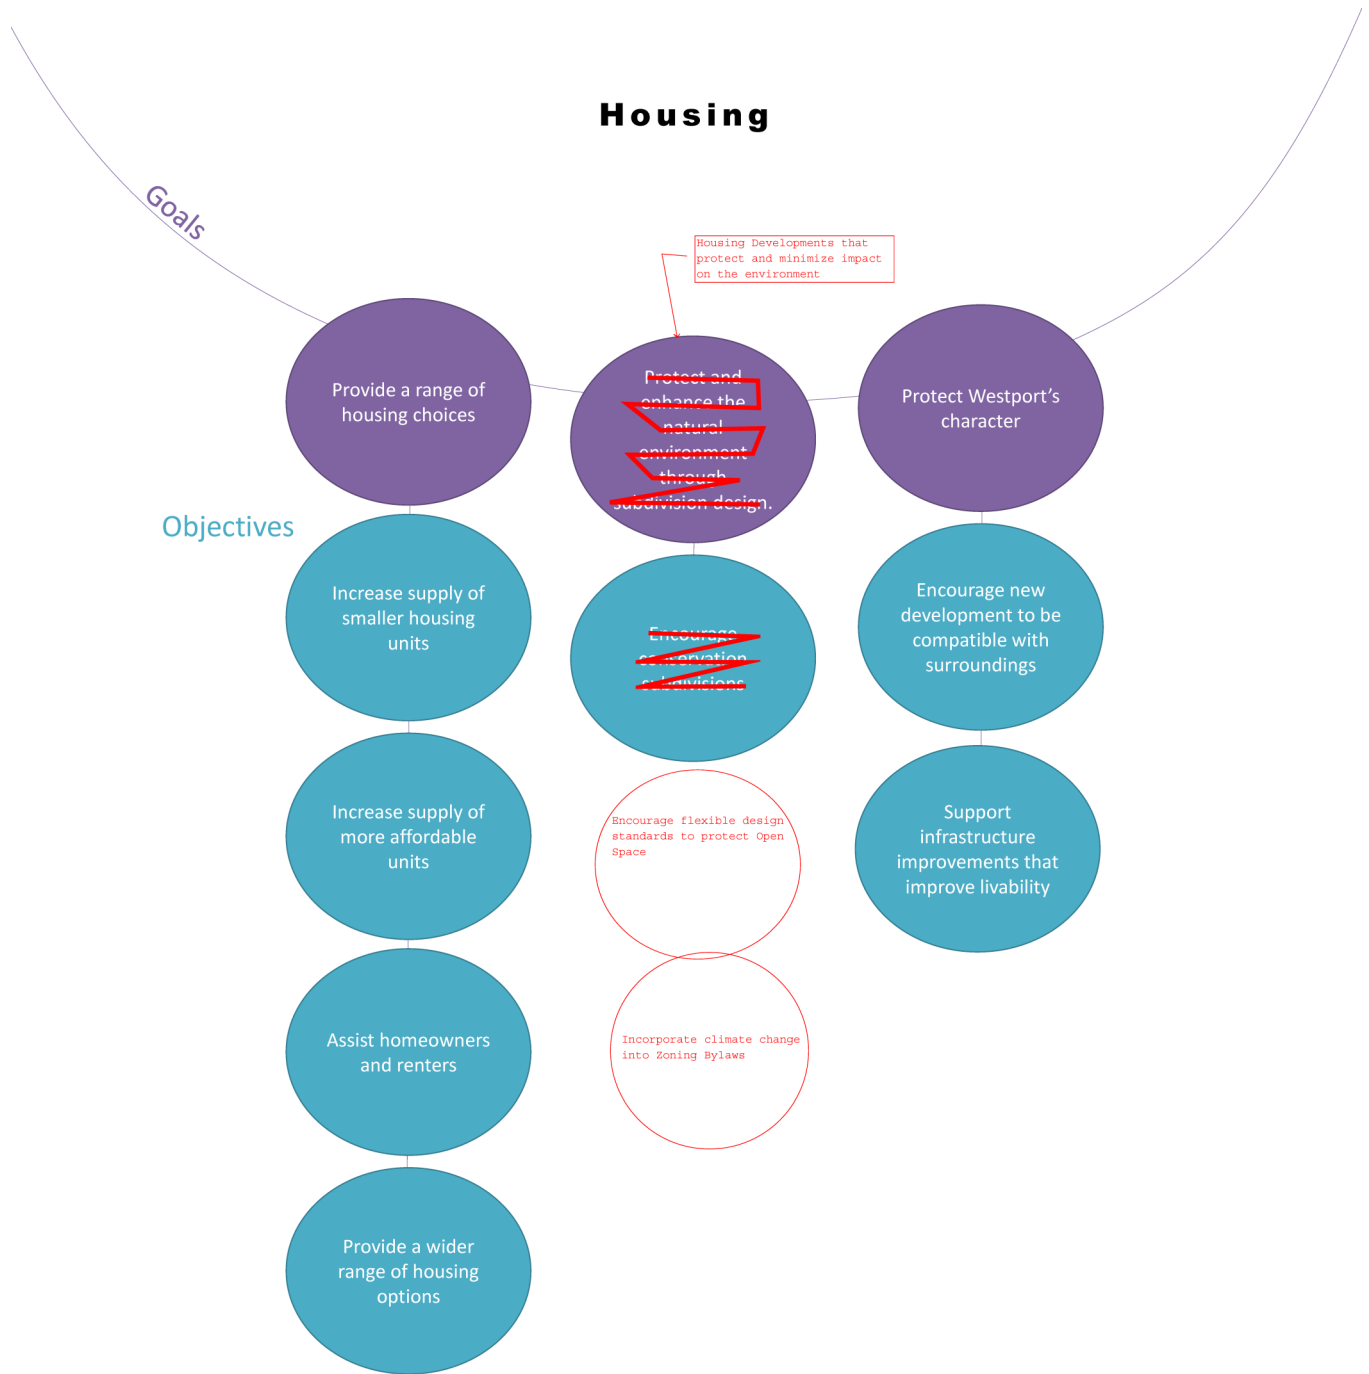 Housing
Goals
Housing Developments that
protect and minimize impact
on the environment
Provide a range of
housing choices
Protect and
enhance the
natural
environment
through
subdivision design.
Protect Westport's
character
Objectives
Increase supply of
smaller housing
units
Encourage
conservation
subdivisions
Encourage new
development to be
compatible with
surroundings
Increase supply of
more affordable
units
Encourage flexible design
standards to protect Open
Space
Support
infrastructure
improvements that
improve livability
Assist homeowners
and renters
Incorporate climate change
into Zoning Bylaws
Provide a wider
range of housing
options